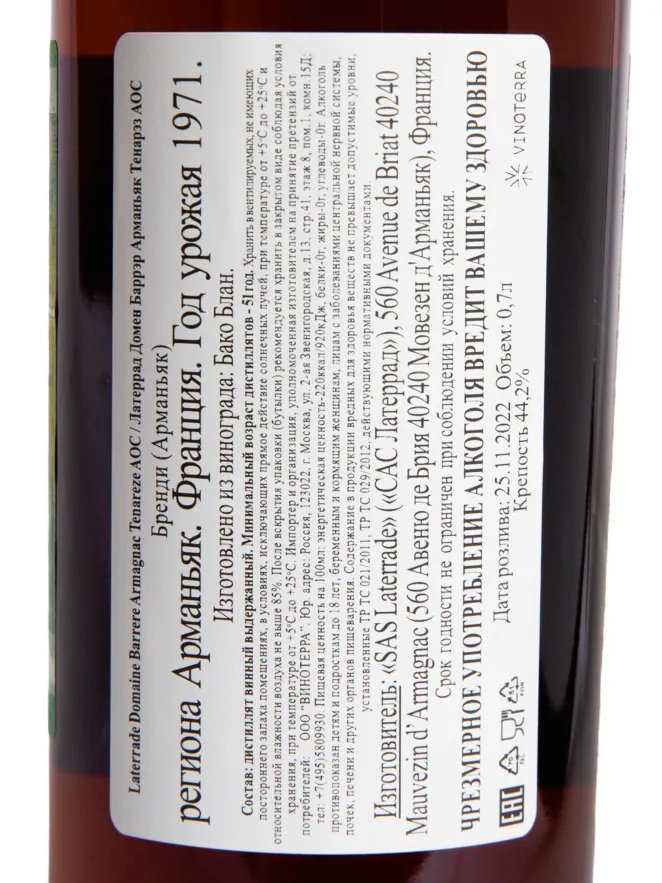 Laterrade Domaine Barrere Armagnac Tenareze AOC / Латеррад Домен Баррэр Арманьяк Тенарэз АОС
Бренди (Арманьяк)
региона Арманьяк. Франция. Год урожая 1971.
Изготовлено из винограда: Бако Блан.
Состав: дистиллят винный выдержанный. Минимальный возраст дистиллятов - 51 год. Хранить в вентилируемых, не имеющих
постороннего запаха помещениях, в условиях, исключающих прямое действие солнечных лучей, при температуре от +5°С до +25°С и
относительной влажности воздуха не выше 85%. После вскрытия упаковки (бутылки) рекомендуется хранить в закрытом виде соблюдая условия
хранения, при температуре от +5°С до +25°С. Импортер и организация, уполномоченная изготовителем на принятие претензий от
потребителей: ООО "ВИНОТЕРРА". Юр. адрес: Россия, 123022, г. Москва, ул. 2-ая Звенигородская, д.13, стр. 41, этаж 8, пом.1, комн 15Д;
тел: +7(495)5809930. Пищевая ценность на 100мл: энергетическая ценность-220ккал/920кДж, белки-0г, жиры-0г, углеводы-0г. Алкоголь
противопоказан детям и подросткам до 18 лет, беременным и кормящим женщинам, лицам с заболеваниями центральной нервной системы,
почек, печени и других органов пищеварения. Содержание в продукции вредных для здоровья веществ не превышает допустимые уровни,
установленные ТР ТС 021/2011, ТР ТС 029/2012, действующими нормативными документами.
Изготовитель: «SAS Laterrade» («САС Латеррад»), 560 Avenue de Briat 40240
Mauvezin d’ Armagnac (560 Авеню де Брия 40240 Мовезен д’Арманьяк), Франция.
Срок годности не ограничен при соблюдении условий хранения.
ЧРЕЗМЕРНОЕ УПОТРЕБЛЕНИЕ АЛКОГОЛЯ ВРЕДИТ ВАШЕМУ ЗДОРОВЬЮ
Дата розлива: 25.11.2022 Объем: 0,7л
Крепость 44,2%
EAC
VINOTERRA